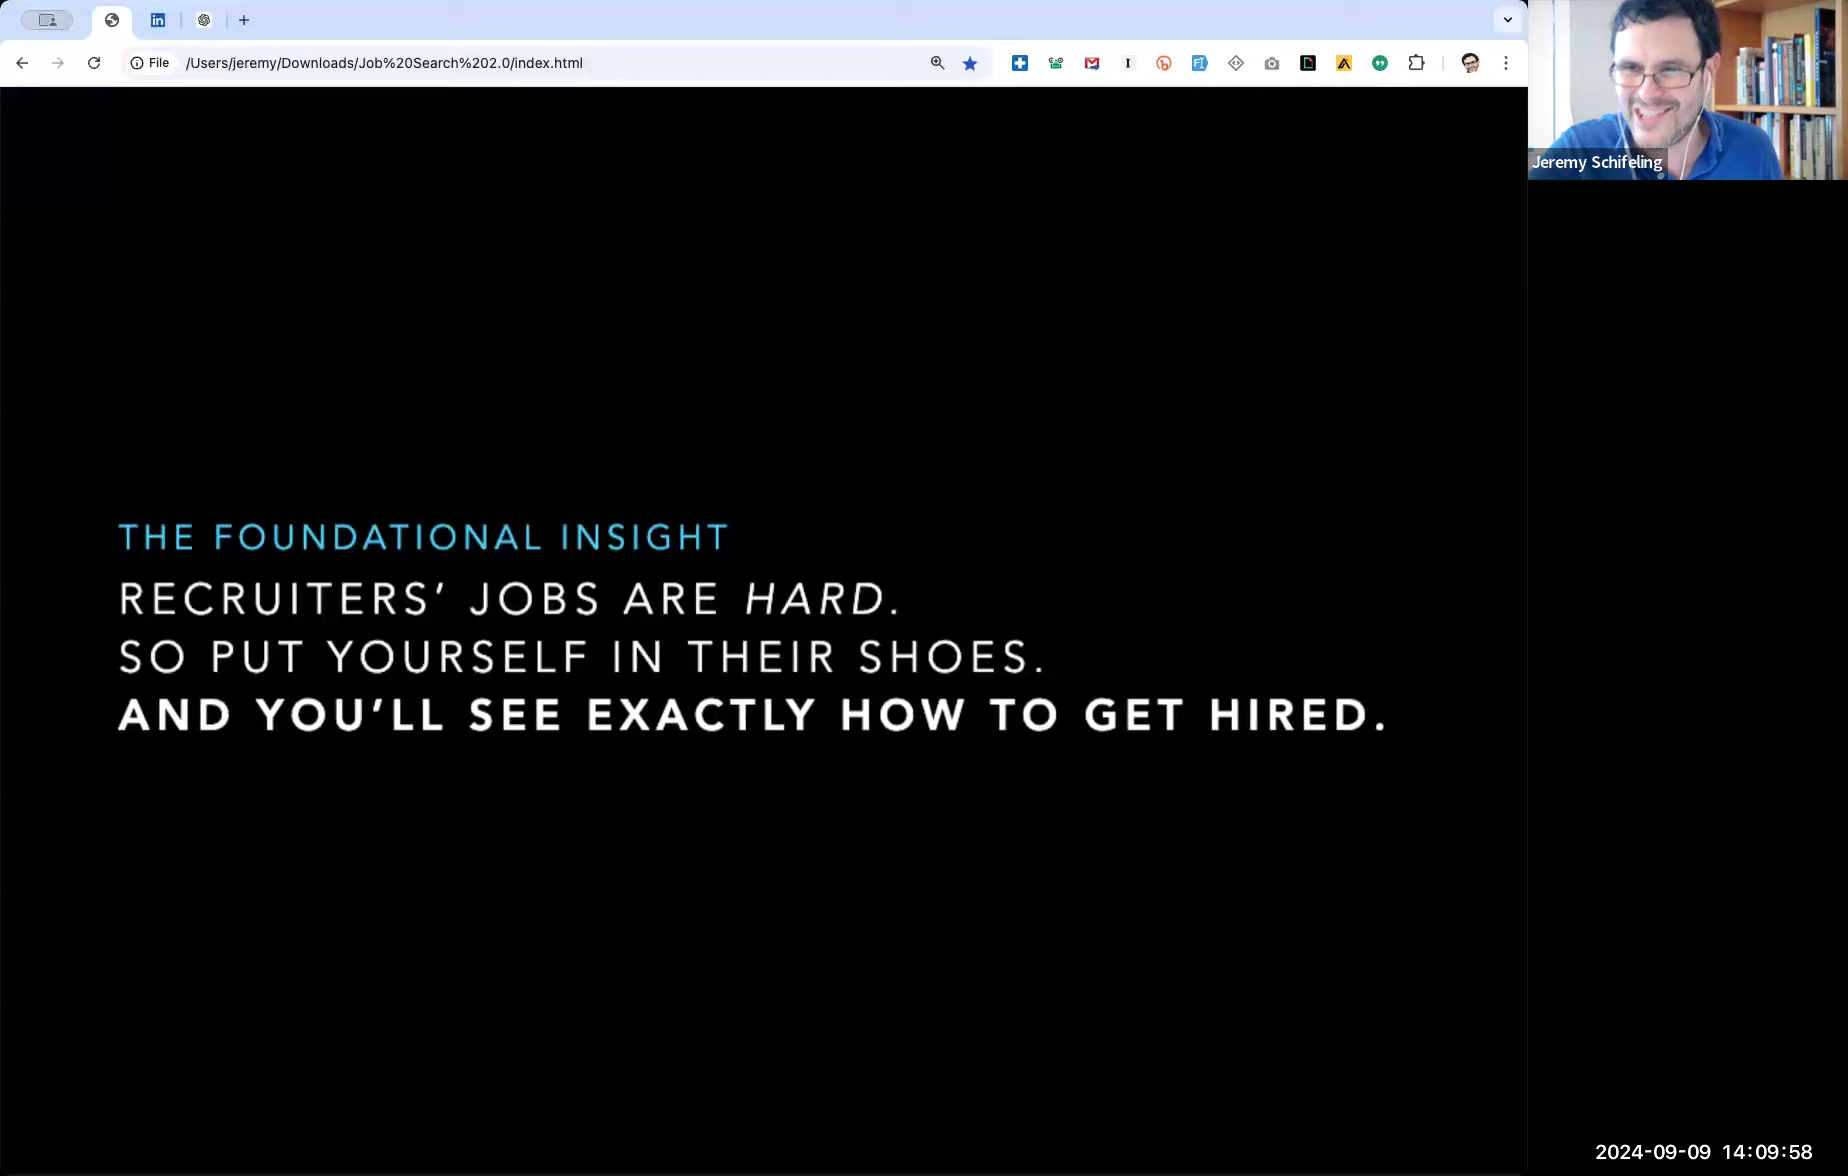 File
/Users/jeremy/Downloads/Job%20Search%202.0/index.html
Jeremy Schifeling
THE FOUNDATIONAL INSIGHT
RECRUITERS’ JOBS ARE HARD.
SO PUT YOURSELF IN THEIR SHOES.
AND YOU’LL SEE EXACTLY HOW TO GET HIRED.
2024-09-09 14:09:58